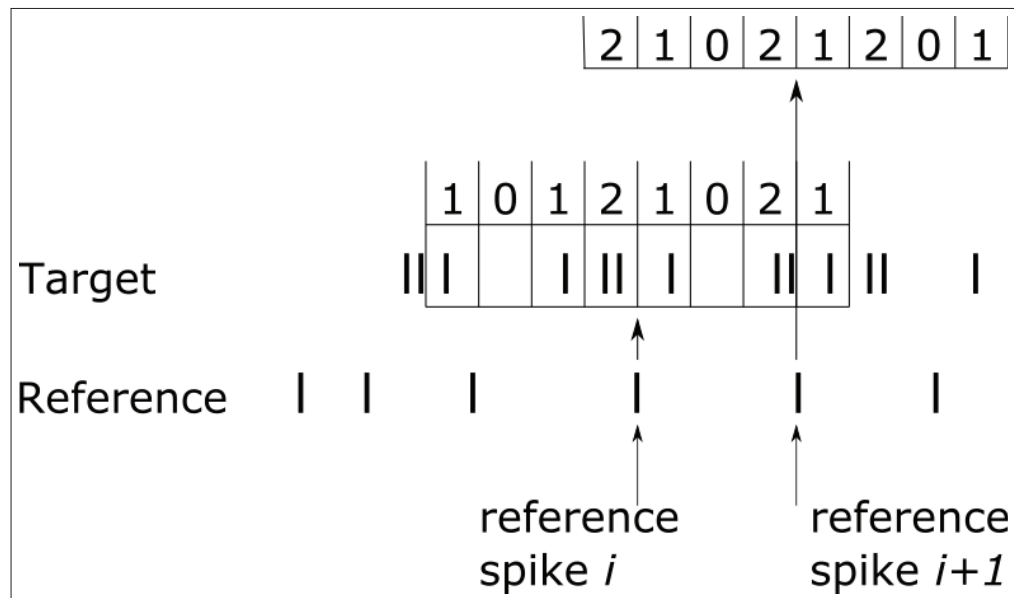 2 1 0 2 1 2 0 1
1 0 1 2 1 0 2 1
Target
Reference
reference
spike i
reference
spike i+1